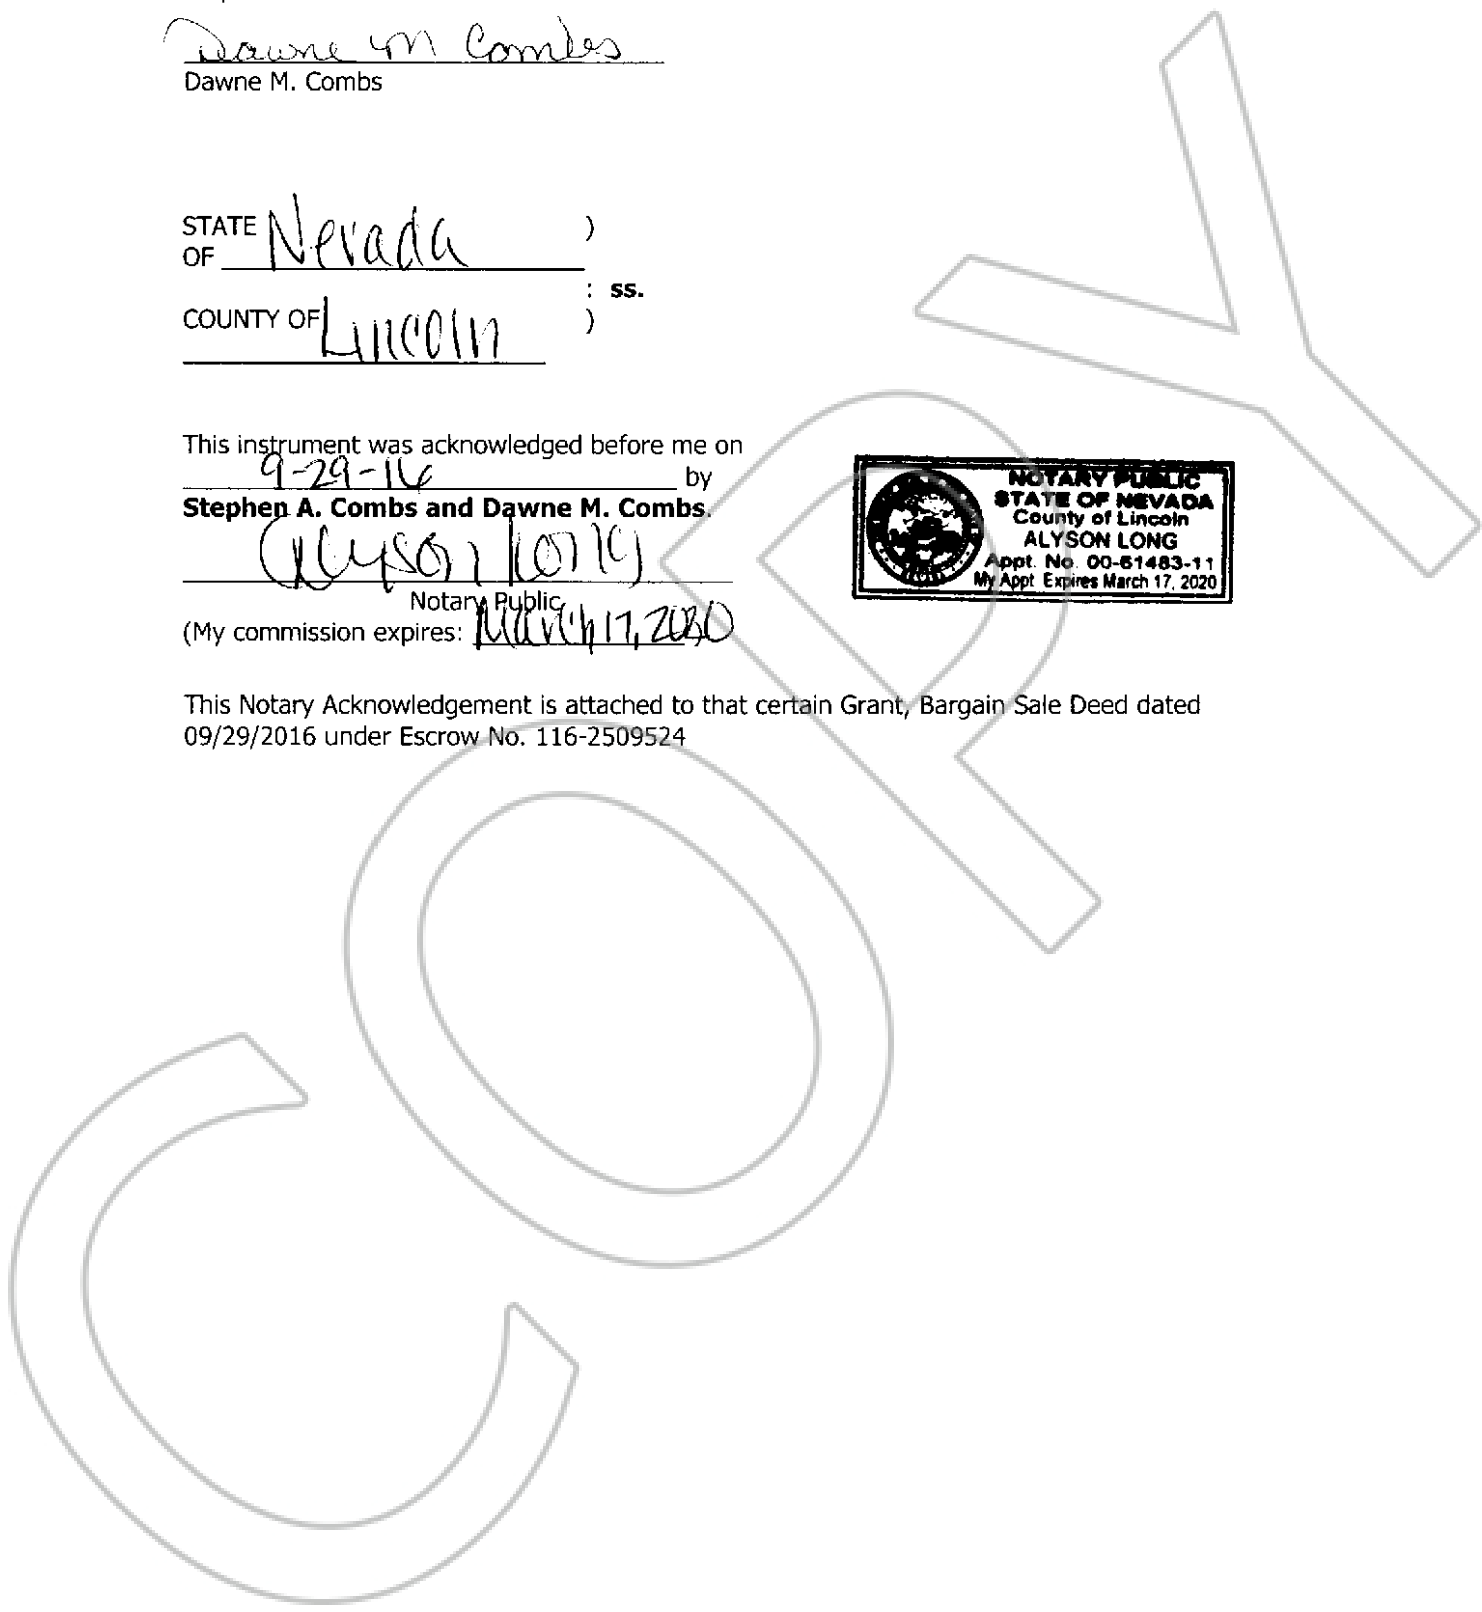 Dawne M Combs
Dawne M. Combs
STATE Nevada )
OF
: ss.
COUNTY OF Lincoln )
This instrument was acknowledged before me on
9-29-16 by
Stephen A. Combs and Dawne M. Combs.
Alyson Long
Notary Public
(My commission expires: March 17, 2020
NOTARY PUBLIC
STATE OF NEVADA
County of Lincoln
ALYSON LONG
Appt. No. 00-61483-11
My Appt Expires March 17, 2020
This Notary Acknowledgement is attached to that certain Grant, Bargain Sale Deed dated
09/29/2016 under Escrow No. 116-2509524
COPY